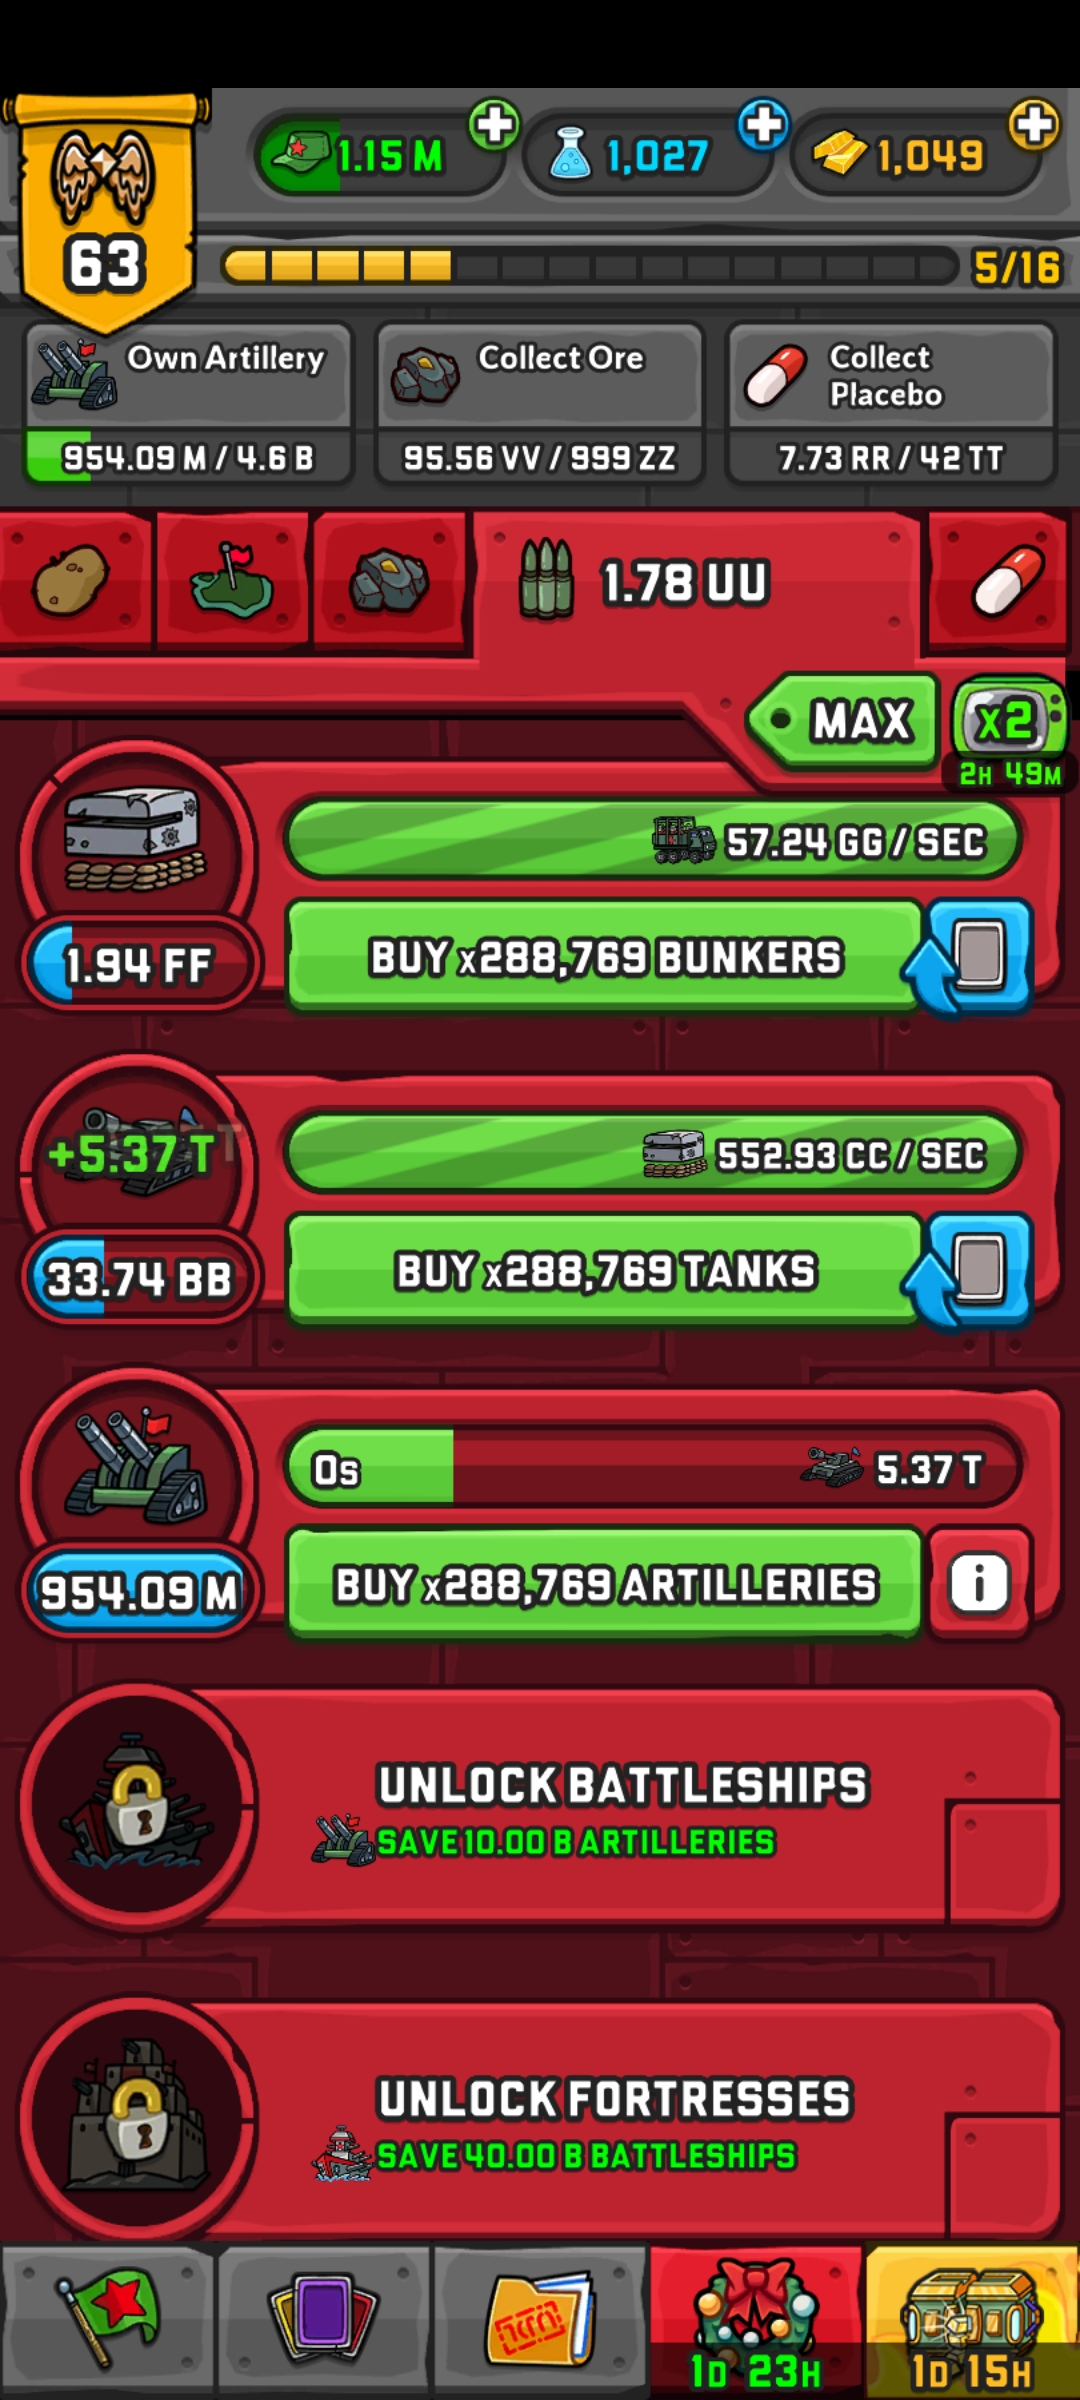 1.15 M
1,027
1,049
63
5/16
Own Artillery
954.09 M / 4.6 B
Collect Ore
95.56 VV / 999 ZZ
Collect
Placebo
7.73 RR / 42 TT
1.78 UU
MAX
x2
2H 49M
57.24 GG / SEC
1.94 FF
BUY x288,769 BUNKERS
+5.37 T
552.93 CC / SEC
33.74 BB
BUY x288,769 TANKS
0s
5.37 T
954.09 M
BUY x288,769 ARTILLERIES
i
UNLOCK BATTLESHIPS
SAVE 10.00 B ARTILLERIES
UNLOCK FORTRESSES
SAVE 40.00 B BATTLESHIPS
1D 23H
1D 15H